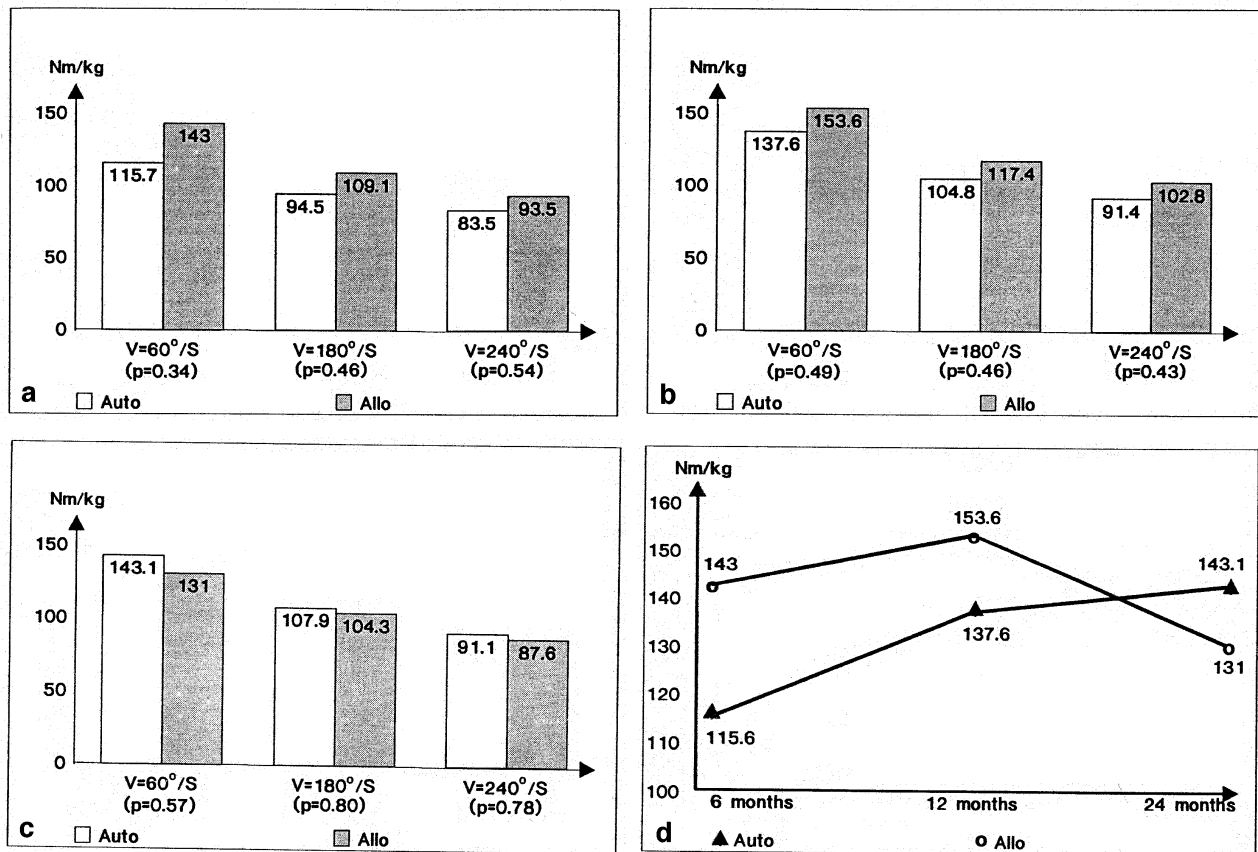 Nm/kg
150
100
50
0
115.7
143
94.5
109.1
83.5
93.5
V=60°/S
(p=0.34)
V=180°/S
(p=0.46)
V=240°/S
(p=0.54)
a
Auto
Allo
Nm/kg
150
100
50
0
137.6
153.6
104.8
117.4
91.4
102.8
V=60°/S
(p=0.49)
V=180°/S
(p=0.46)
V=240°/S
(p=0.43)
b
Auto
Allo
Nm/kg
150
100
50
0
143.1
131
107.9
104.3
91.1
87.6
V=60°/S
(p=0.57)
V=180°/S
(p=0.80)
V=240°/S
(p=0.78)
c
Auto
Allo
Nm/kg
160
150
140
130
120
110
100
143
153.6
143.1
115.6
137.6
131
6 months
12 months
24 months
d
Auto
Allo